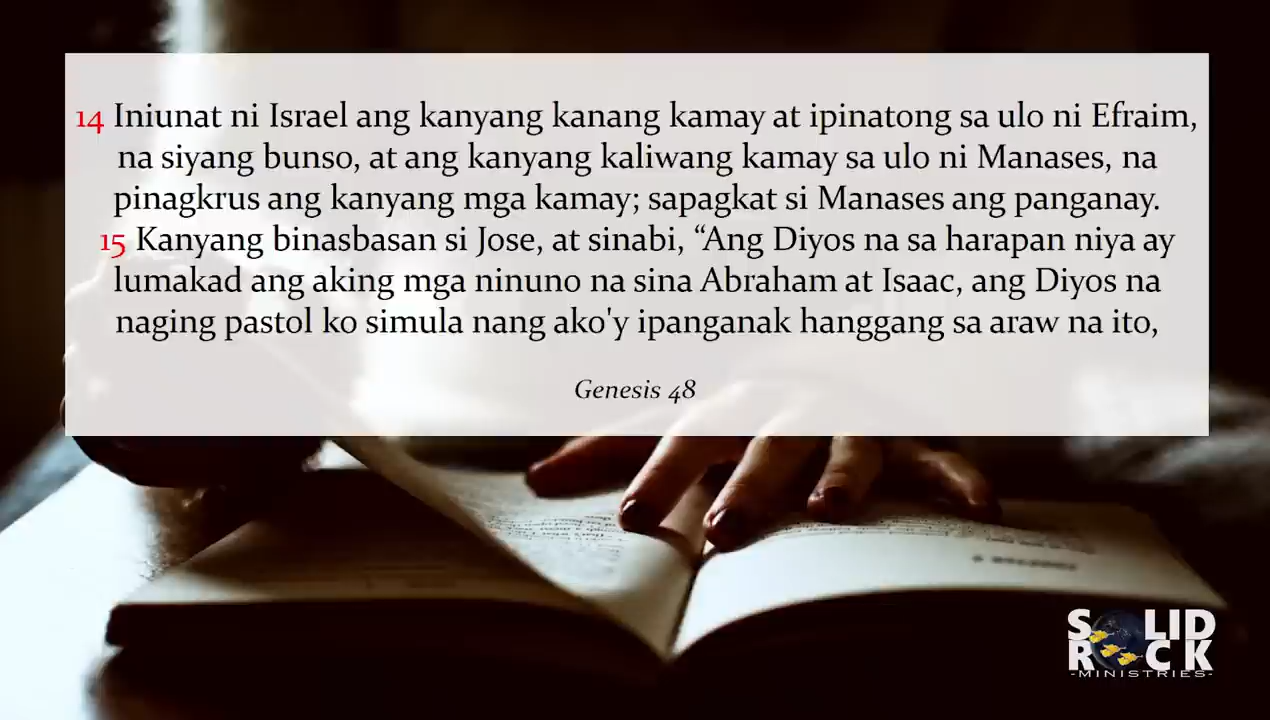 14 Iniunat ni Israel ang kanyang kanang kamay at ipinatong sa ulo ni Efraim,
na siyang bunso, at ang kanyang kaliwang kamay sa ulo ni Manases, na
pinagkrus ang kanyang mga kamay; sapagkat si Manases ang panganay.
15 Kanyang binasbasan si Jose, at sinabi, “Ang Diyos na sa harapan niya ay
lumakad ang aking mga ninuno na sina Abraham at Isaac, ang Diyos na
naging pastol ko simula nang ako'y ipanganak hanggang sa araw na ito,
Genesis 48
SOLID
ROCK
-MINISTRIES-